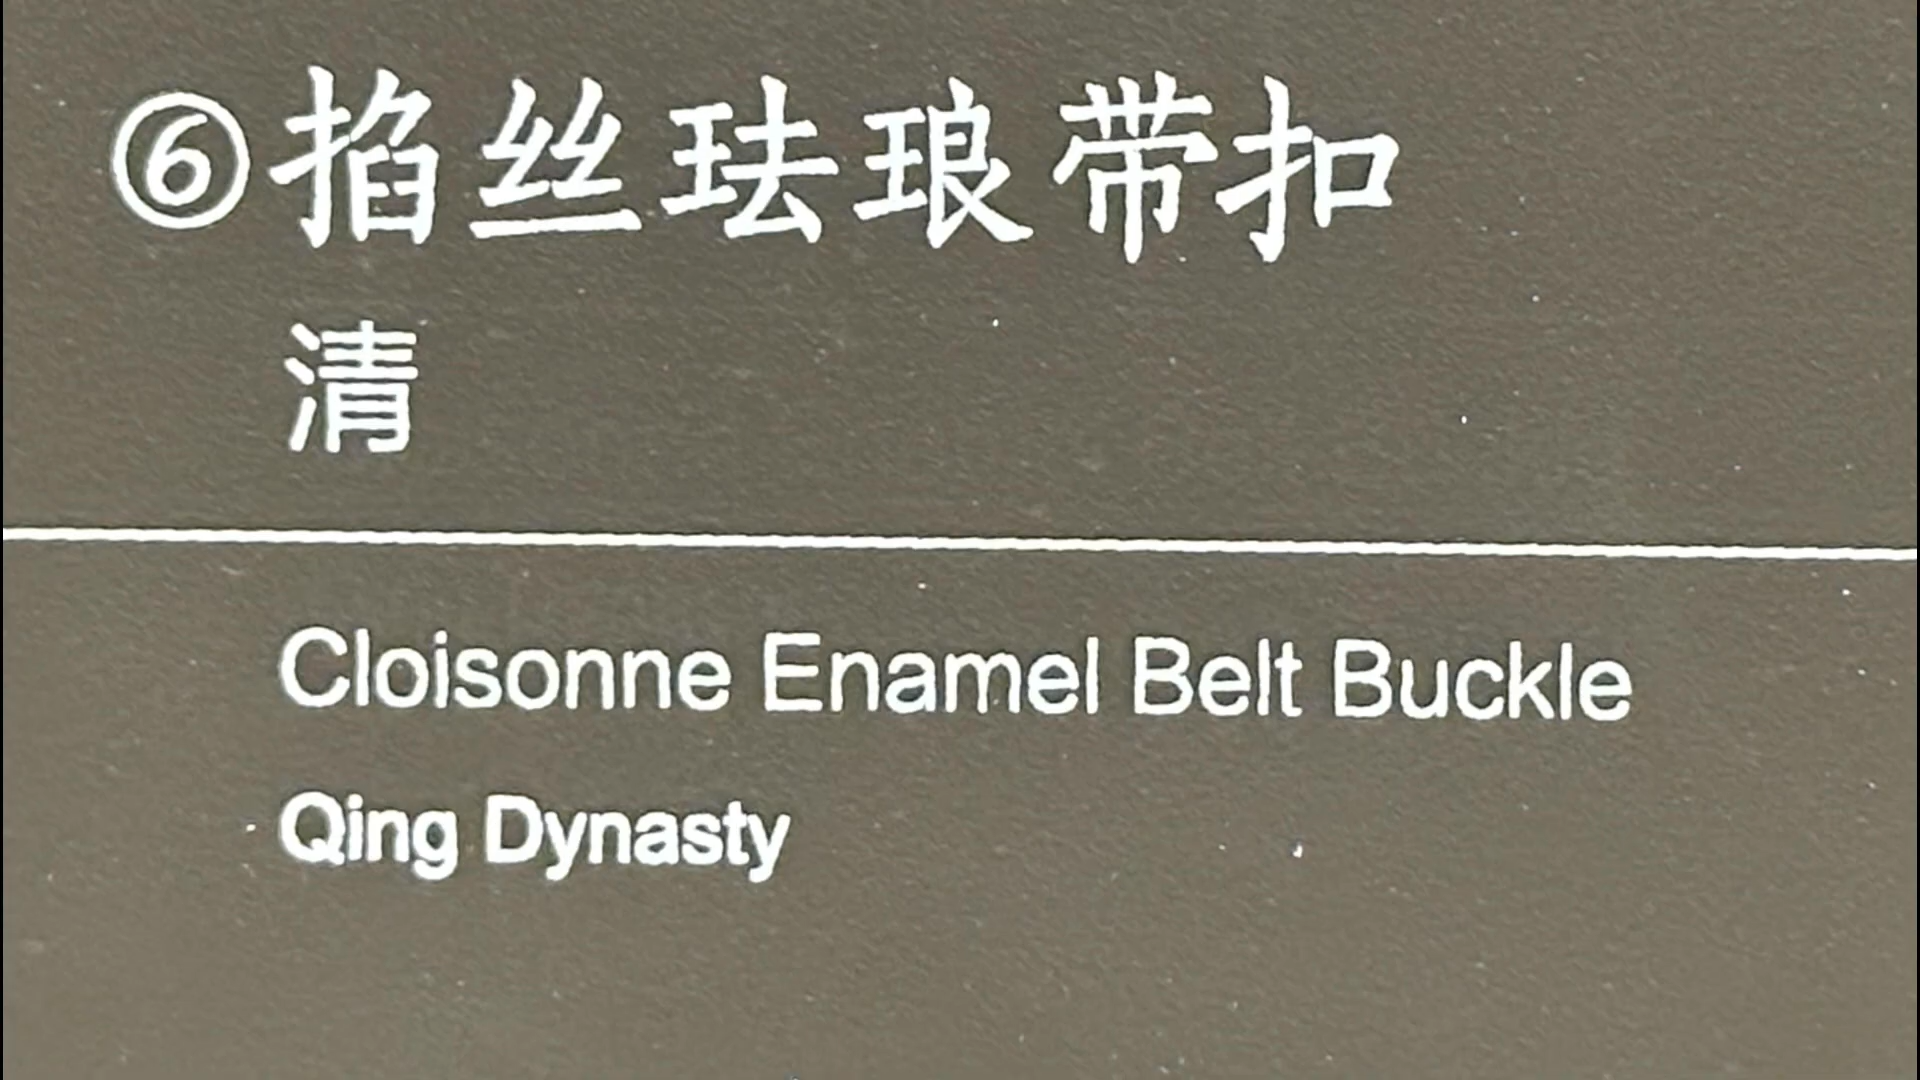 ⑥掐丝珐琅带扣
清
Cloisonne Enamel Belt Buckle
Qing Dynasty